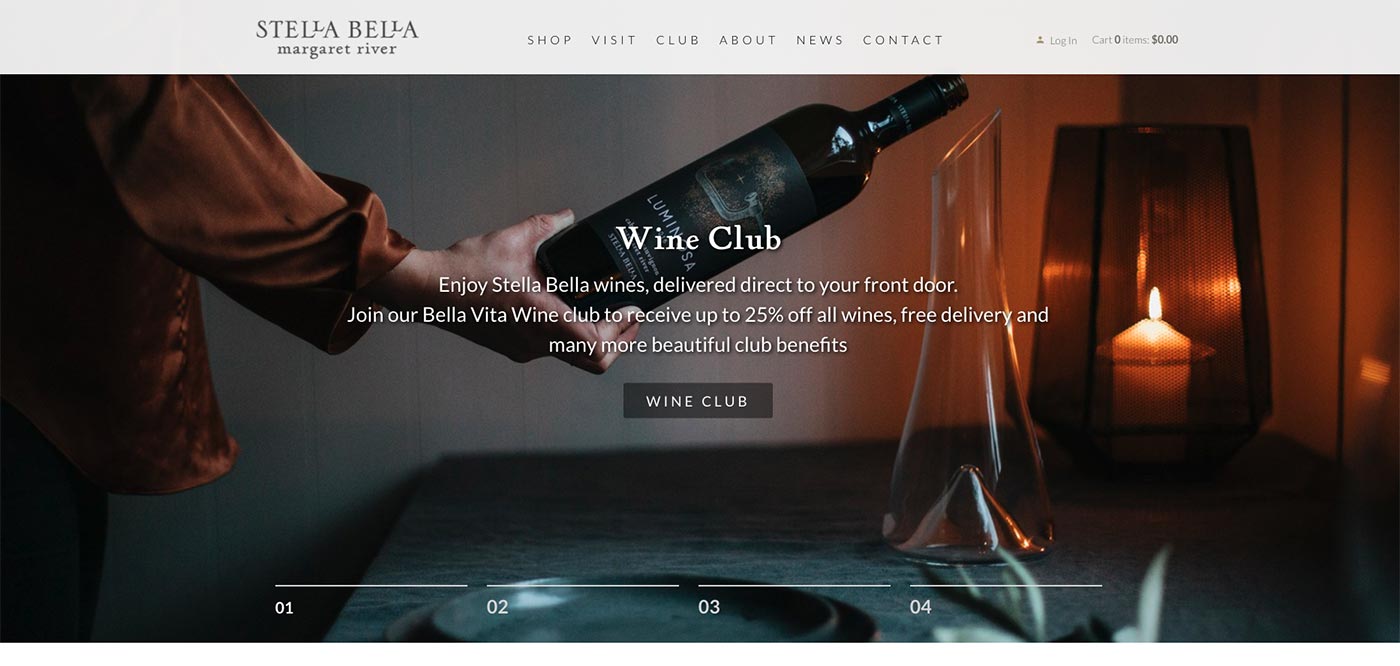 STELLA BELLA
margaret river
SHOP VISIT CLUB ABOUT NEWS CONTACT
Log In
Cart 0 items: $0.00
LUMINOSA
STELLA BELLA
Wine Club
Enjoy Stella Bella wines, delivered direct to your front door.
Join our Bella Vita Wine club to receive up to 25% off all wines, free delivery and
many more beautiful club benefits
WINE CLUB
01
02
03
04